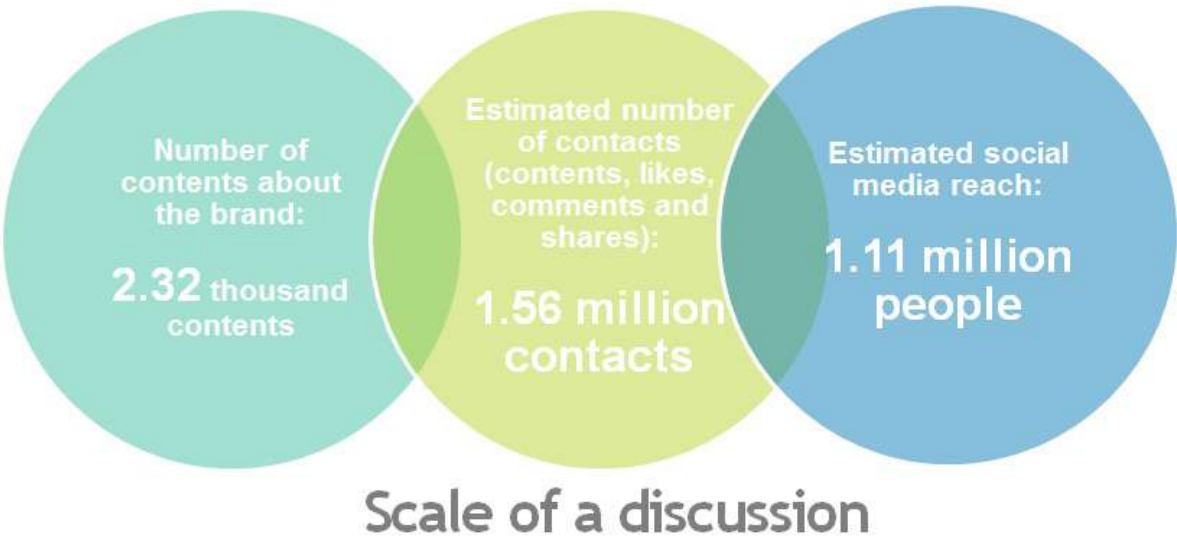 Number of
contents about
the brand:
2.32 thousand
contents
Estimated number
of contacts
(contents, likes,
comments and
shares):
1.56 million
contacts
Estimated social
media reach:
1.11 million
people
Scale of a discussion